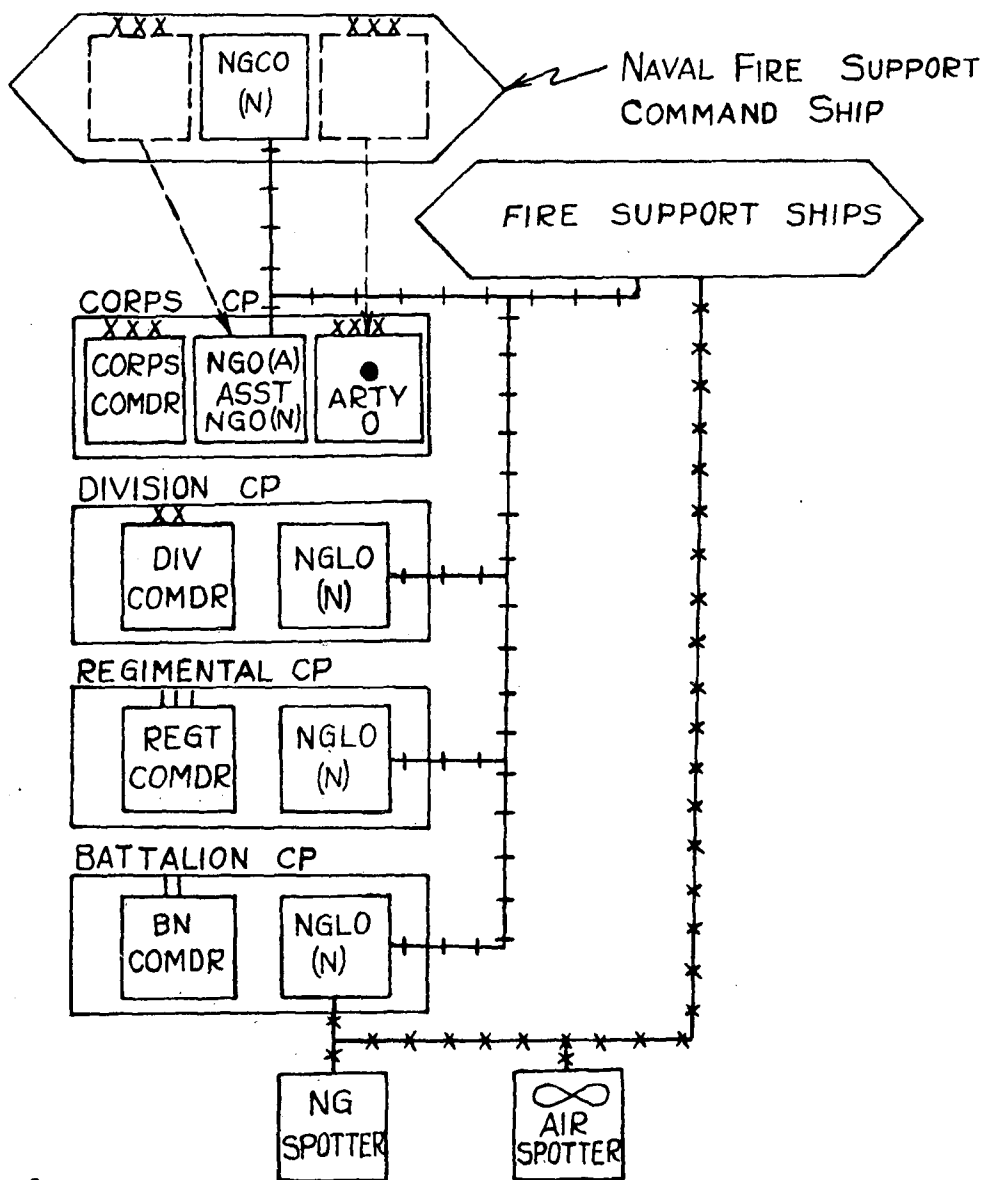 XXX
XXX
NGCO
(N)
NAVAL FIRE SUPPORT
COMMAND SHIP
FIRE SUPPORT SHIPS
CORPS CP
XXX
XXX
CORPS
COMDR
NGO(A)
ASST
NGO(N)
ARTY
O
DIVISION CP
XX
DIV
COMDR
NGLO
(N)
REGIMENTAL CP
III
REGT
COMDR
NGLO
(N)
BATTALION CP
II
BN
COMDR
NGLO
(N)
NG
SPOTTER
AIR
SPOTTER